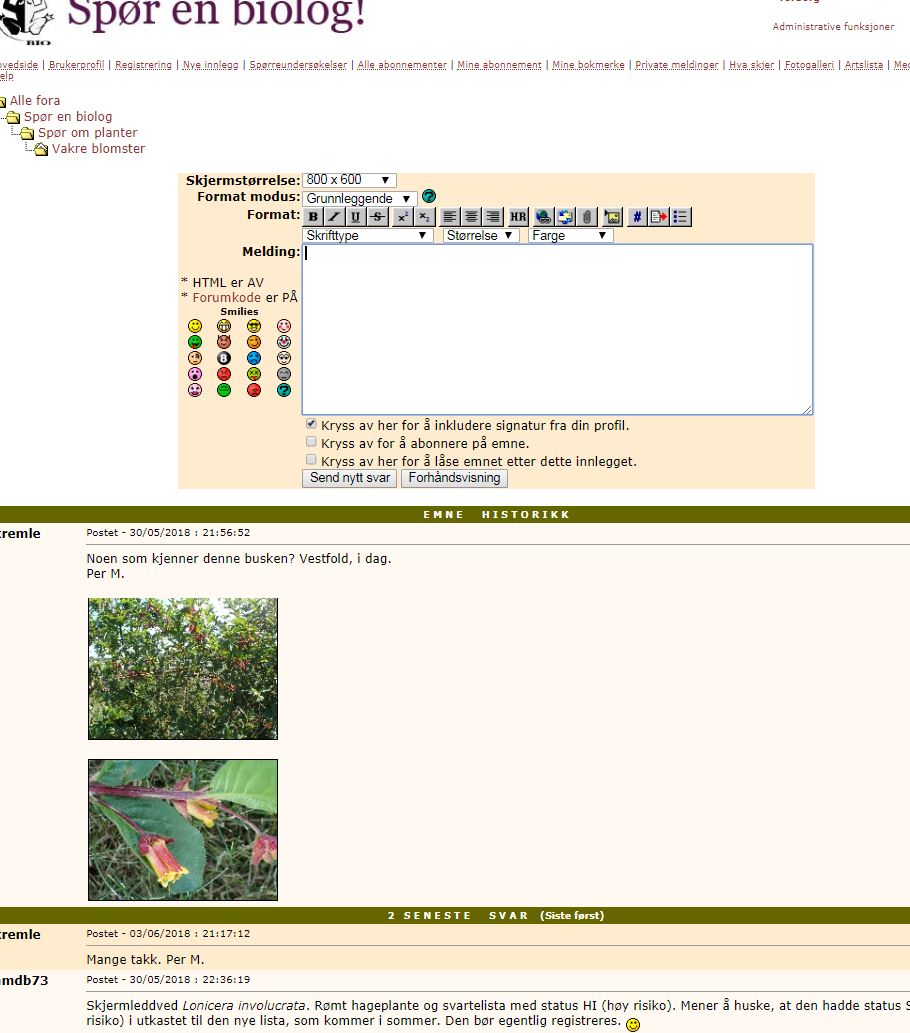 Spør en biolog!
BIO
Administrative funksjoner
| Brukerprofil | Registrering | Nye innlegg | Spørreundersøkelser | Alle abonnementer | Mine abonnement | Mine bokmerke | Private meldinger | Hva skjer | Fotogalleri | Artslista |
Alle fora
Spør en biolog
Spør om planter
Vakre blomster
Skjermstørrelse: 800 x 600
Format modus: Grunnleggende
Format: B I U S x² x₂ HR #
Skrifttype Størrelse Farge
Melding:
* HTML er AV
* Forumkode er PÅ
Smilies
8
Kryss av her for å inkludere signatur fra din profil.
Kryss av for å abonnere på emne.
Kryss av her for å låse emnet etter dette innlegget.
Send nytt svar Forhåndsvisning
EMNE HISTORIKK
Postet - 30/05/2018 : 21:56:52
Noen som kjenner denne busken? Vestfold, i dag.
Per M.
2 SENESTE SVAR (Siste først)
Postet - 03/06/2018 : 21:17:12
Mange takk. Per M.
mdb73 Postet - 30/05/2018 : 22:36:19
Skjermleddved Lonicera involucrata. Rømt hageplante og svartelista med status HI (høy risiko). Mener å huske, at den hadde status S
risiko) i utkastet til den nye lista, som kommer i sommer. Den bør egentlig registreres.